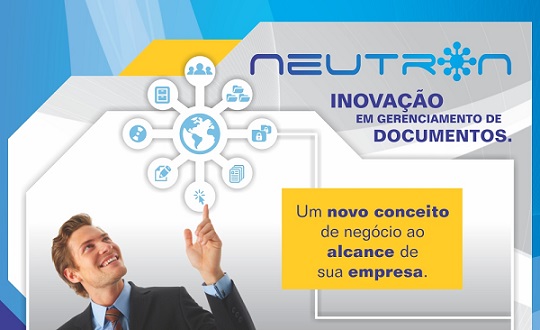 NEUTRON
INOVAÇÃO
EM GERENCIAMENTO DE
DOCUMENTOS.
Um novo conceito
de negócio ao
alcance de
sua empresa.